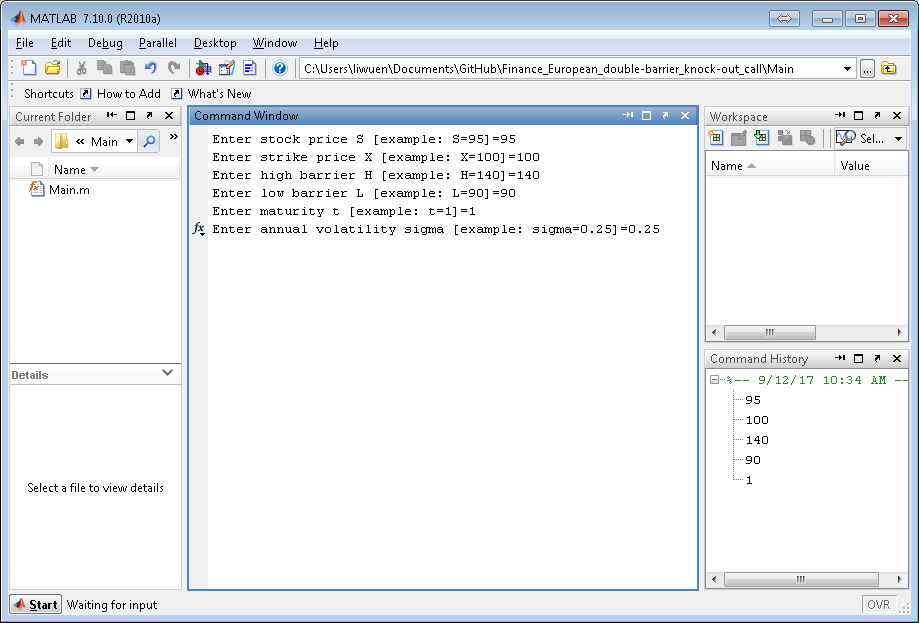 MATLAB 7.10.0 (R2010a)
File Edit Debug Parallel Desktop Window Help
C:\Users\liwuen\Documents\GitHub\Finance_European_double-barrier_knock-out_call\Main
Shortcuts How to Add What's New
Current Folder
« Main
»
Name
Main.m
Details
Select a file to view details
Command Window
Enter stock price S [example: S=95]=95
Enter strike price X [example: X=100]=100
Enter high barrier H [example: H=140]=140
Enter low barrier L [example: L=90]=90
Enter maturity t [example: t=1]=1
fx Enter annual volatility sigma [example: sigma=0.25]=0.25
Workspace
Sel...
Name Value
Command History
%-- 9/12/17 10:34 AM --
95
100
140
90
1
Start Waiting for input
OVR